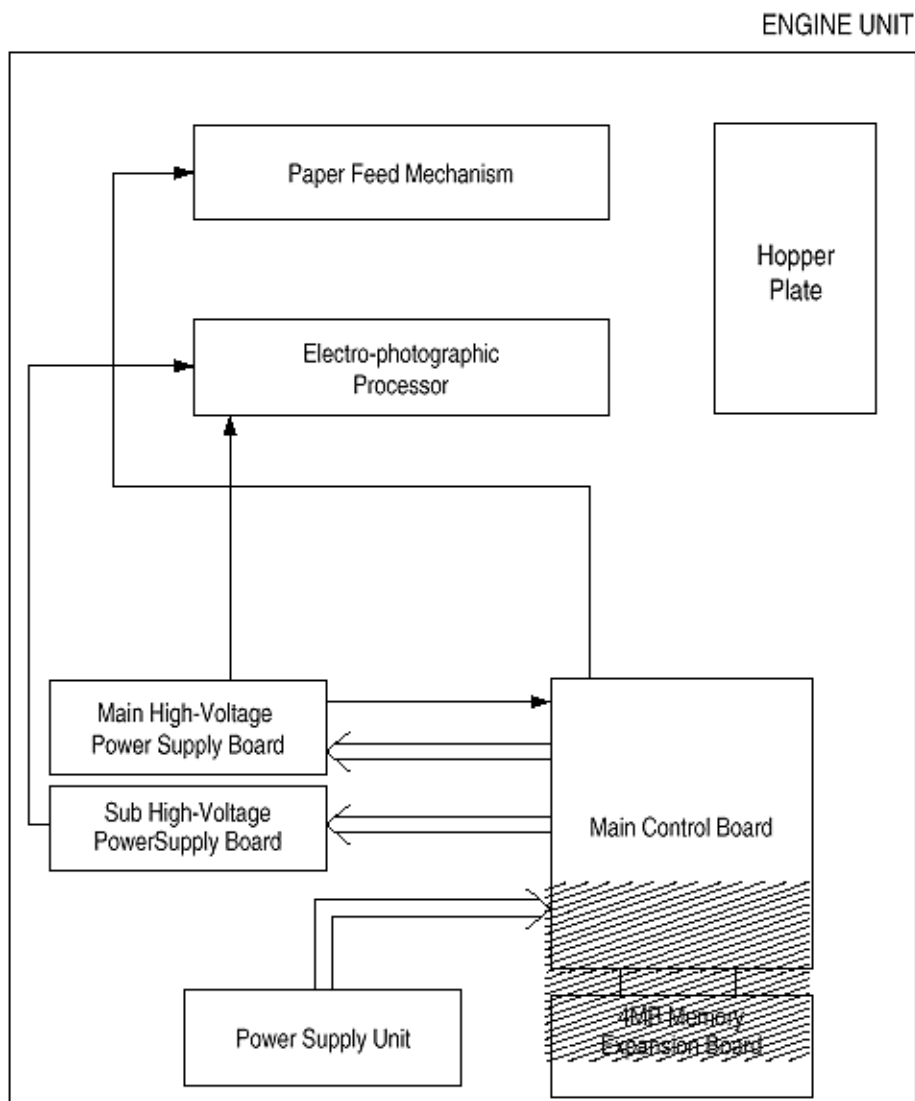 ENGINE UNIT
Paper Feed Mechanism
Hopper
Plate
Electro-photographic
Processor
Main High-Voltage
Power Supply Board
Sub High-Voltage
PowerSupply Board
Main Control Board
4MB Memory
Expansion Board
Power Supply Unit